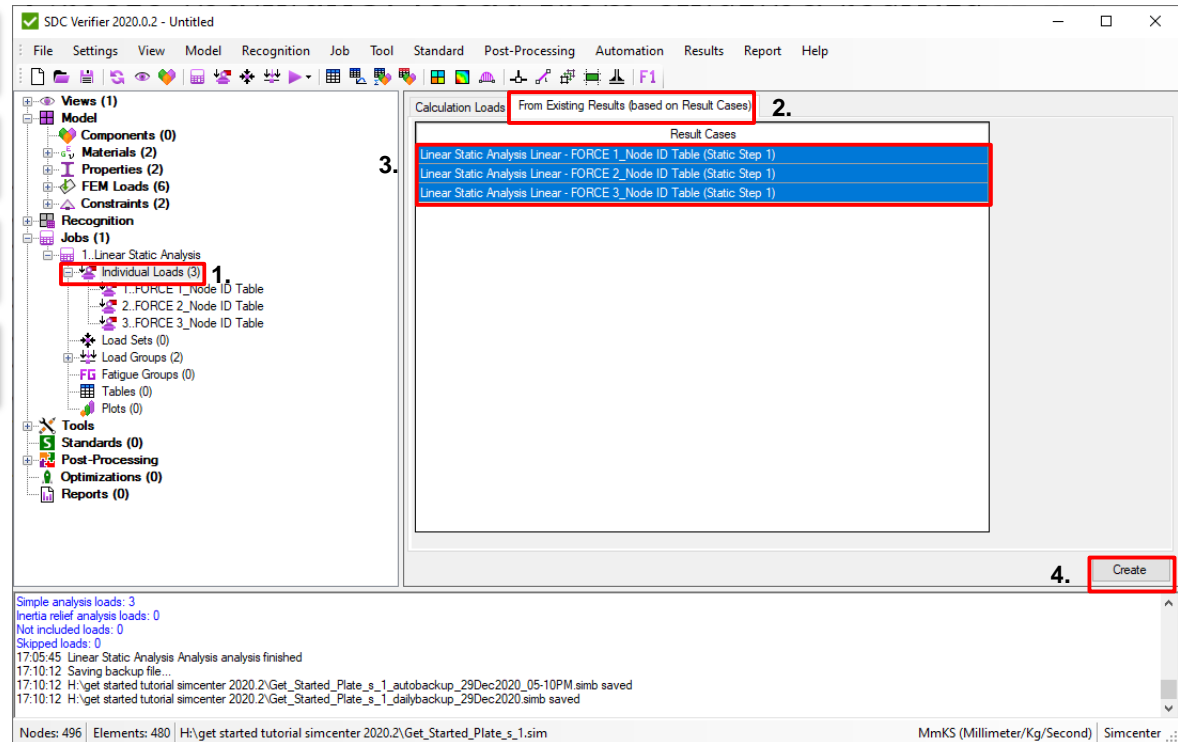 SDC Verifier 2020.0.2 - Untitled
File Settings View Model Recognition Job Tool Standard Post-Processing Automation Results Report Help
F1
Views (1)
Model
Components (0)
Materials (2)
Properties (2)
FEM Loads (6)
Constraints (2)
Recognition
Jobs (1)
1..Linear Static Analysis
Individual Loads (3) 1.
1..FORCE 1_Node ID Table
2..FORCE 2_Node ID Table
3..FORCE 3_Node ID Table
Load Sets (0)
Load Groups (2)
FG Fatigue Groups (0)
Tables (0)
Plots (0)
Tools
S Standards (0)
Post-Processing
Optimizations (0)
Reports (0)
Calculation Loads From Existing Results (based on Result Cases) 2.
Result Cases
3.
Linear Static Analysis Linear - FORCE 1_Node ID Table (Static Step 1)
Linear Static Analysis Linear - FORCE 2_Node ID Table (Static Step 1)
Linear Static Analysis Linear - FORCE 3_Node ID Table (Static Step 1)
4. Create
Simple analysis loads: 3
Inertia relief analysis loads: 0
Not included loads: 0
Skipped loads: 0
17:05:45 Linear Static Analysis Analysis analysis finished
17:10:12 Saving backup file...
17:10:12 H:\get started tutorial simcenter 2020.2\Get_Started_Plate_s_1_autobackup_29Dec2020_05-10PM.simb saved
17:10:12 H:\get started tutorial simcenter 2020.2\Get_Started_Plate_s_1_dailybackup_29Dec2020.simb saved
Nodes: 496 Elements: 480 H:\get started tutorial simcenter 2020.2\Get_Started_Plate_s_1.sim MmKS (Millimeter/Kg/Second) Simcenter